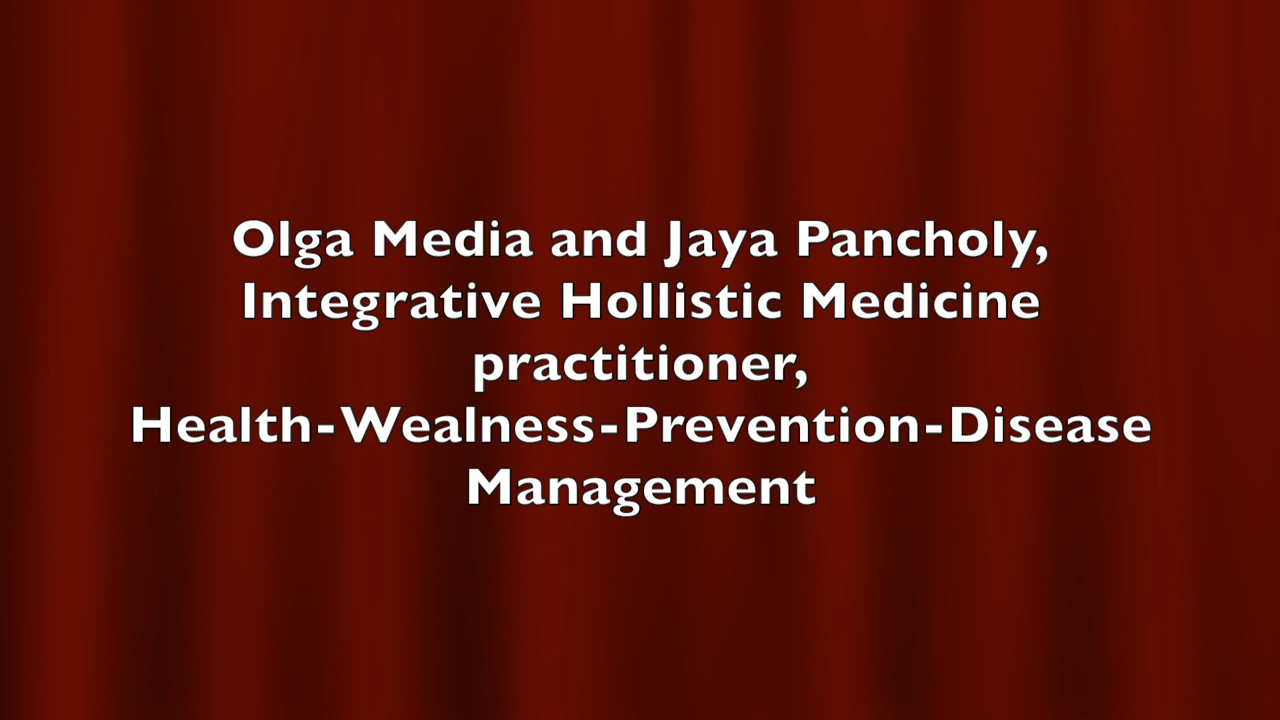 Olga Media and Jaya Pancholy,
Integrative Hollistic Medicine
practitioner,
Health-Wealness-Prevention-Disease
Management